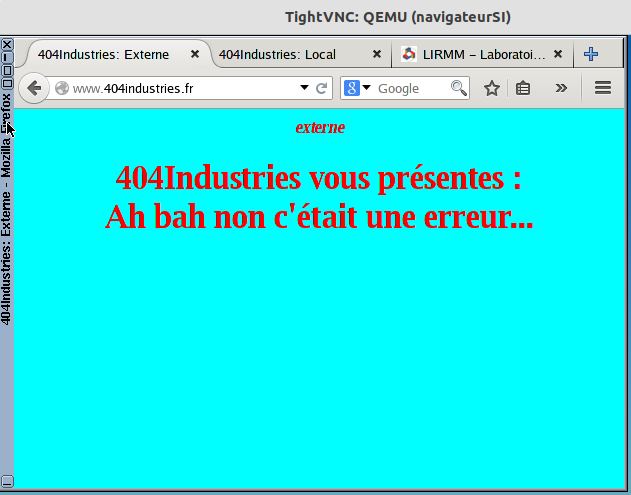 TightVNC: QEMU (navigateurSI)
404Industries: Externe - Mozilla Firefox
404Industries: Externe
404Industries: Local
LIRMM – Laboratoi...
www.404industries.fr
8
Google
externe
404Industries vous présentes :
Ah bah non c'était une erreur...